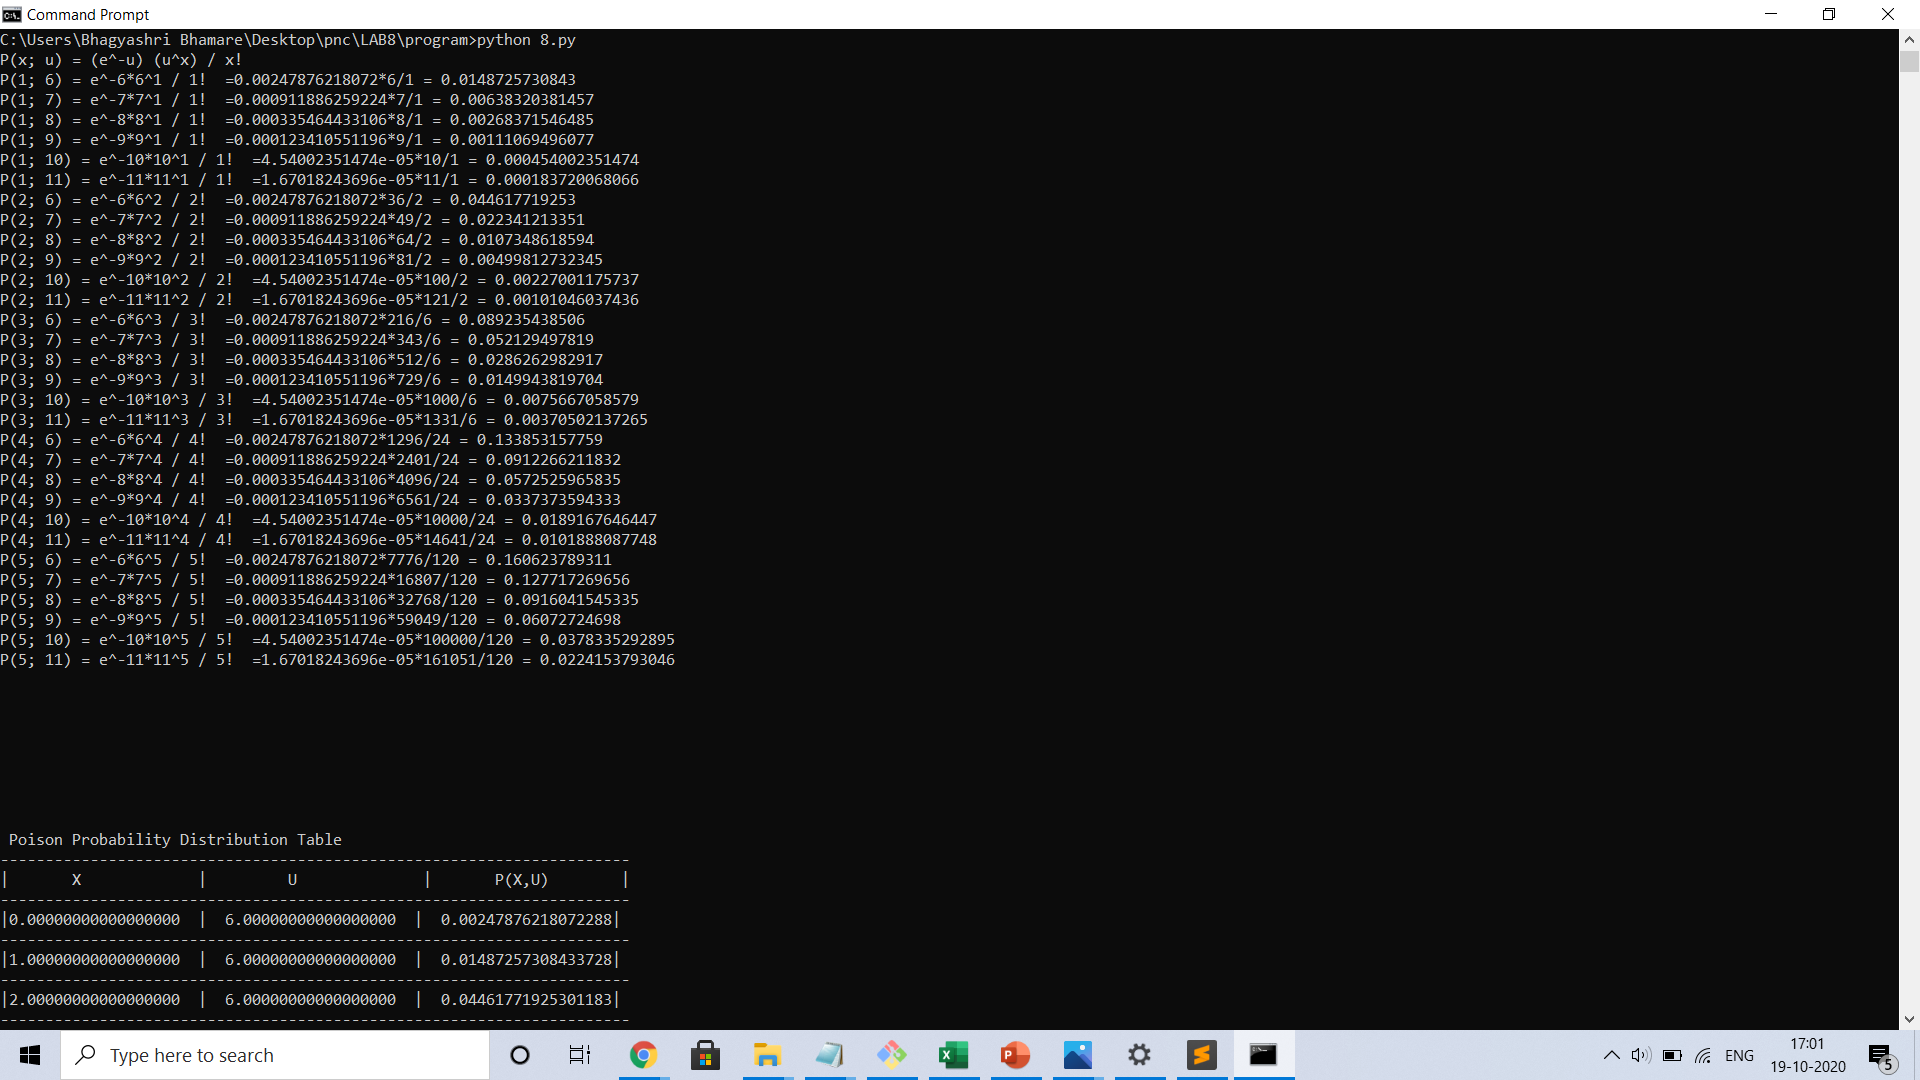 Command Prompt
C:\Users\Bhagyashri Bhamare\Desktop\pnc\LAB8\program>python 8.py
P(x; u) = (e^-u) (u^x) / x!
P(1; 6) = e^-6*6^1 / 1!  =0.00247876218072*6/1 = 0.0148725730843
P(1; 7) = e^-7*7^1 / 1!  =0.000911886259224*7/1 = 0.00638320381457
P(1; 8) = e^-8*8^1 / 1!  =0.000335464433106*8/1 = 0.00268371546485
P(1; 9) = e^-9*9^1 / 1!  =0.000123410551196*9/1 = 0.00111069496077
P(1; 10) = e^-10*10^1 / 1!  =4.54002351474e-05*10/1 = 0.000454002351474
P(1; 11) = e^-11*11^1 / 1!  =1.67018243696e-05*11/1 = 0.000183720068066
P(2; 6) = e^-6*6^2 / 2!  =0.00247876218072*36/2 = 0.044617719253
P(2; 7) = e^-7*7^2 / 2!  =0.000911886259224*49/2 = 0.022341213351
P(2; 8) = e^-8*8^2 / 2!  =0.000335464433106*64/2 = 0.0107348618594
P(2; 9) = e^-9*9^2 / 2!  =0.000123410551196*81/2 = 0.00499812732345
P(2; 10) = e^-10*10^2 / 2!  =4.54002351474e-05*100/2 = 0.00227001175737
P(2; 11) = e^-11*11^2 / 2!  =1.67018243696e-05*121/2 = 0.00101046037436
P(3; 6) = e^-6*6^3 / 3!  =0.00247876218072*216/6 = 0.089235438506
P(3; 7) = e^-7*7^3 / 3!  =0.000911886259224*343/6 = 0.052129497819
P(3; 8) = e^-8*8^3 / 3!  =0.000335464433106*512/6 = 0.0286262982917
P(3; 9) = e^-9*9^3 / 3!  =0.000123410551196*729/6 = 0.0149943819704
P(3; 10) = e^-10*10^3 / 3!  =4.54002351474e-05*1000/6 = 0.0075667058579
P(3; 11) = e^-11*11^3 / 3!  =1.67018243696e-05*1331/6 = 0.00370502137265
P(4; 6) = e^-6*6^4 / 4!  =0.00247876218072*1296/24 = 0.133853157759
P(4; 7) = e^-7*7^4 / 4!  =0.000911886259224*2401/24 = 0.0912266211832
P(4; 8) = e^-8*8^4 / 4!  =0.000335464433106*4096/24 = 0.0572525965835
P(4; 9) = e^-9*9^4 / 4!  =0.000123410551196*6561/24 = 0.0337373594333
P(4; 10) = e^-10*10^4 / 4!  =4.54002351474e-05*10000/24 = 0.0189167646447
P(4; 11) = e^-11*11^4 / 4!  =1.67018243696e-05*14641/24 = 0.0101888087748
P(5; 6) = e^-6*6^5 / 5!  =0.00247876218072*7776/120 = 0.160623789311
P(5; 7) = e^-7*7^5 / 5!  =0.000911886259224*16807/120 = 0.127717269656
P(5; 8) = e^-8*8^5 / 5!  =0.000335464433106*32768/120 = 0.0916041545335
P(5; 9) = e^-9*9^5 / 5!  =0.000123410551196*59049/120 = 0.06072724698
P(5; 10) = e^-10*10^5 / 5!  =4.54002351474e-05*100000/120 = 0.0378335292895
P(5; 11) = e^-11*11^5 / 5!  =1.67018243696e-05*161051/120 = 0.0224153793046
Poison Probability Distribution Table
----------------------------------------------------------------------
|       X             |         U              |       P(X,U)        |
----------------------------------------------------------------------
|0.00000000000000000  |  6.00000000000000000  |  0.00247876218072288|
----------------------------------------------------------------------
|1.00000000000000000  |  6.00000000000000000  |  0.01487257308433728|
----------------------------------------------------------------------
|2.00000000000000000  |  6.00000000000000000  |  0.04461771925301183|
----------------------------------------------------------------------
Type here to search
ENG
17:01
19-10-2020
5